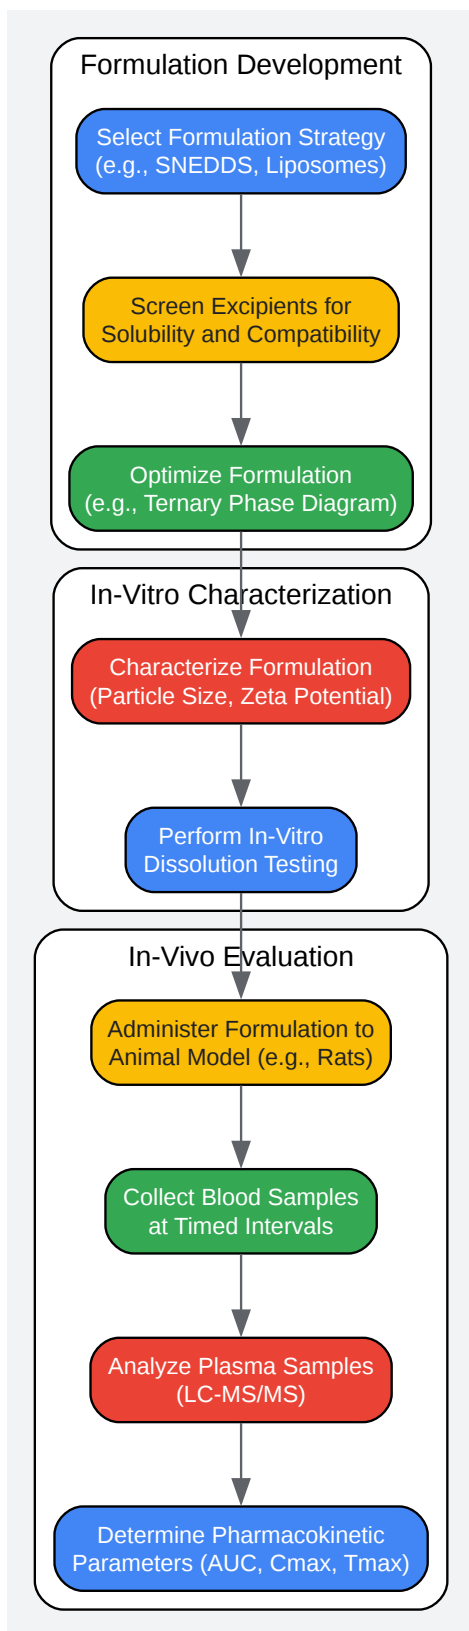 Formulation Development
Select Formulation Strategy
(e.g., SNEDDS, Liposomes)
Screen Excipients for
Solubility and Compatibility
Optimize Formulation
(e.g., Ternary Phase Diagram)
In-Vitro Characterization
Characterize Formulation
(Particle Size, Zeta Potential)
Perform In-Vitro
Dissolution Testing
In-Vivo Evaluation
Administer Formulation to
Animal Model (e.g., Rats)
Collect Blood Samples
at Timed Intervals
Analyze Plasma Samples
(LC-MS/MS)
Determine Pharmacokinetic
Parameters (AUC, Cmax, Tmax)